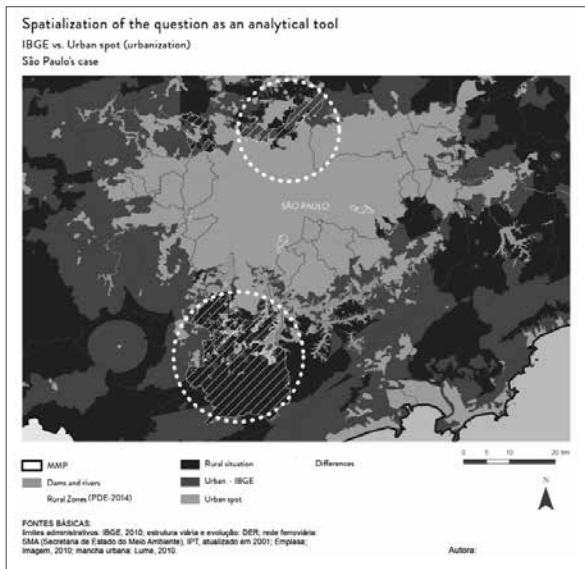 Spatialization of the question as an analytical tool
IBGE vs. Urban spot (urbanization)
São Paulo's case
SÃO PAULO
MMP
Dams and rivers
Rural Zones (PDE-2014)
Rural situation
Urban - IBGE
Urban spot
Differences
0 5 10 20 km
N
FONTES BÁSICAS:
limites administrativos: IBGE, 2010; estrutura viária e evolução: DER; rede ferroviária:
SMA (Secretaria de Estado do Meio Ambiente), IPT, atualizado em 2001; Emplasa;
Imagem, 2010; mancha urbana: Lume, 2010.
Autora: